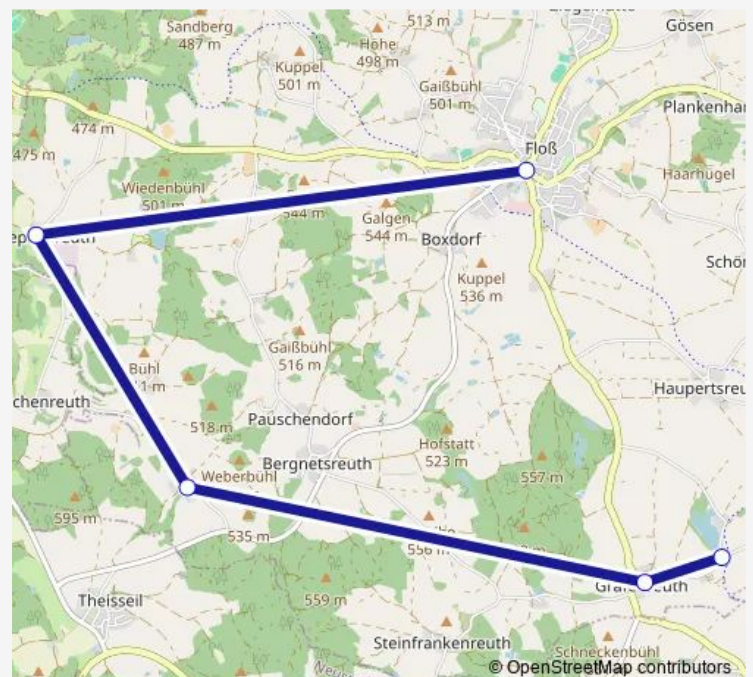 Sandberg
487 m
Höhe
498 m
513 m
Gösen
Kuppel
501 m
Gaißbühl
501 m
Plankenha
474 m
475 m
Floß
Haarhügel
Wiedenbühl
501 m
544 m
Galgen
544 m
Boxdorf
Schön
Kuppel
536 m
Gaißbühl
516 m
Bühl
chenreuth
518 m
Haupertsreu
Pauschendorf
Hofstatt
523 m
Bergnetsreuth
557 m
Weberbühl
595 m
535 m
556 m
559 m
Theisseil
Steinfrankenreuth
Schneckenbühl
© OpenStreetMap contributors